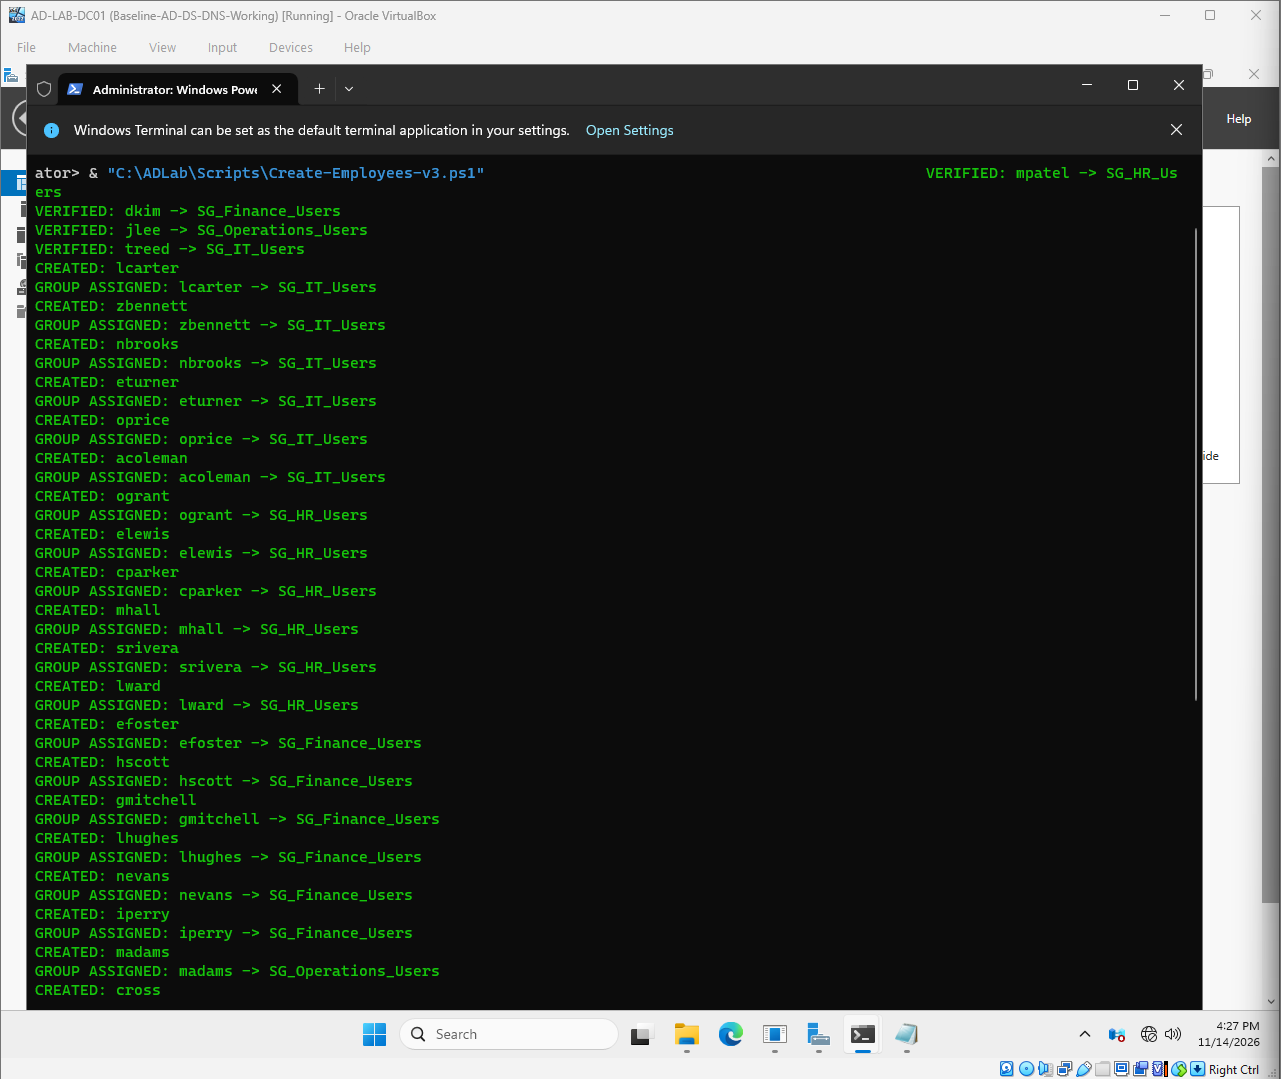 AD-LAB-DC01 (Baseline-AD-DS-DNS-Working) [Running] - Oracle VirtualBox
File Machine View Input Devices Help
Administrator: Windows Powe
Help
Windows Terminal can be set as the default terminal application in your settings. Open Settings
ator> & "C:\ADLab\Scripts\Create-Employees-v3.ps1" VERIFIED: mpatel -> SG_HR_Us
ers
VERIFIED: dkim -> SG_Finance_Users
VERIFIED: jlee -> SG_Operations_Users
VERIFIED: treed -> SG_IT_Users
CREATED: lcarter
GROUP ASSIGNED: lcarter -> SG_IT_Users
CREATED: zbennett
GROUP ASSIGNED: zbennett -> SG_IT_Users
CREATED: nbrooks
GROUP ASSIGNED: nbrooks -> SG_IT_Users
CREATED: eturner
GROUP ASSIGNED: eturner -> SG_IT_Users
CREATED: oprice
GROUP ASSIGNED: oprice -> SG_IT_Users
CREATED: acoleman
GROUP ASSIGNED: acoleman -> SG_IT_Users
CREATED: ogrant
GROUP ASSIGNED: ogrant -> SG_HR_Users
CREATED: elewis
GROUP ASSIGNED: elewis -> SG_HR_Users
CREATED: cparker
GROUP ASSIGNED: cparker -> SG_HR_Users
CREATED: mhall
GROUP ASSIGNED: mhall -> SG_HR_Users
CREATED: srivera
GROUP ASSIGNED: srivera -> SG_HR_Users
CREATED: lward
GROUP ASSIGNED: lward -> SG_HR_Users
CREATED: efoster
GROUP ASSIGNED: efoster -> SG_Finance_Users
CREATED: hscott
GROUP ASSIGNED: hscott -> SG_Finance_Users
CREATED: gmitchell
GROUP ASSIGNED: gmitchell -> SG_Finance_Users
CREATED: lhughes
GROUP ASSIGNED: lhughes -> SG_Finance_Users
CREATED: nevans
GROUP ASSIGNED: nevans -> SG_Finance_Users
CREATED: iperry
GROUP ASSIGNED: iperry -> SG_Finance_Users
CREATED: madams
GROUP ASSIGNED: madams -> SG_Operations_Users
CREATED: cross
ide
Search
4:27 PM
11/14/2026
Right Ctrl